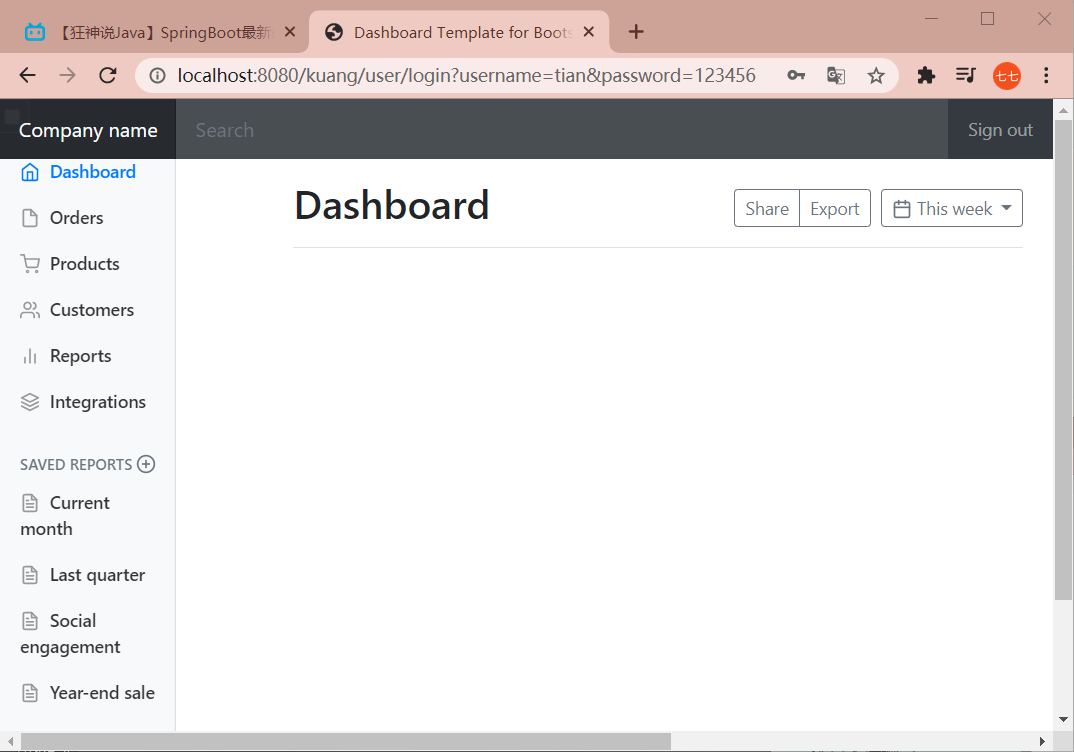 【狂神说Java】SpringBoot最新
Dashboard Template for Boots
localhost:8080/kuang/user/login?username=tian&password=123456
七七
Company name
Search
Sign out
Dashboard
Orders
Products
Customers
Reports
Integrations
SAVED REPORTS
Current
month
Last quarter
Social
engagement
Year-end sale
Dashboard
Share
Export
This week